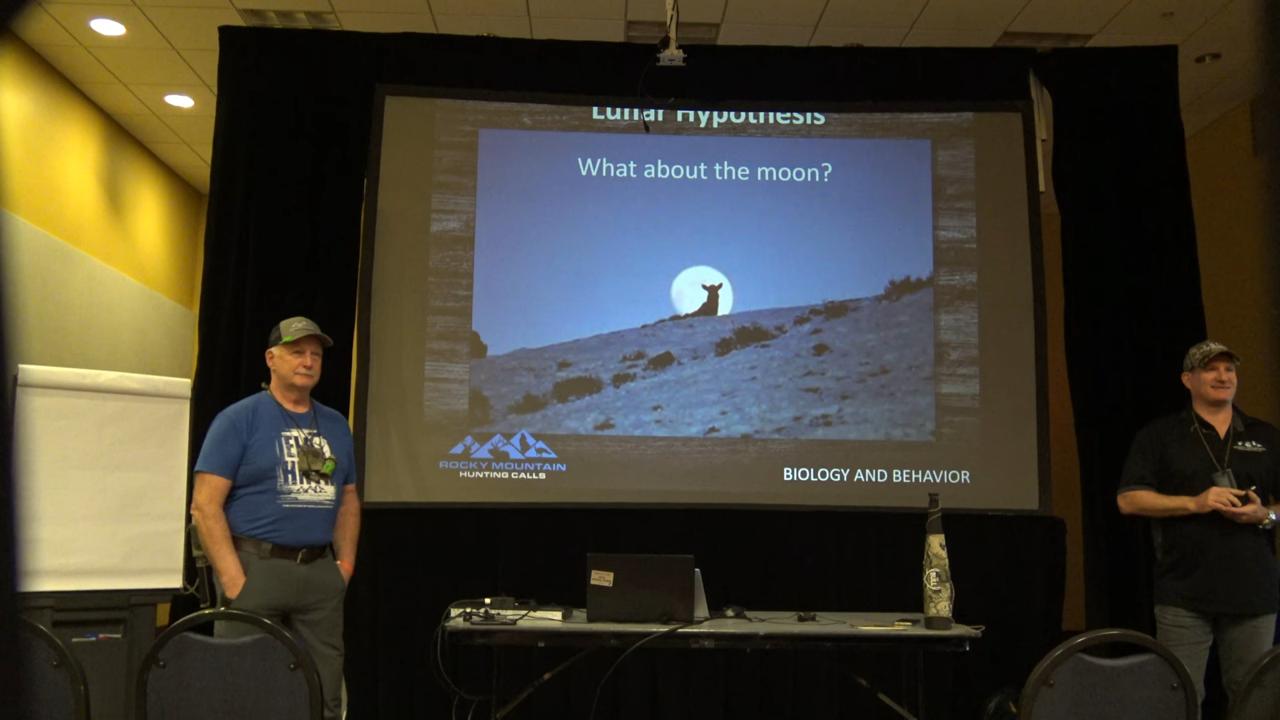 Lunar Hypothesis
What about the moon?
ROCKY MOUNTAIN
HUNTING CALLS
BIOLOGY AND BEHAVIOR